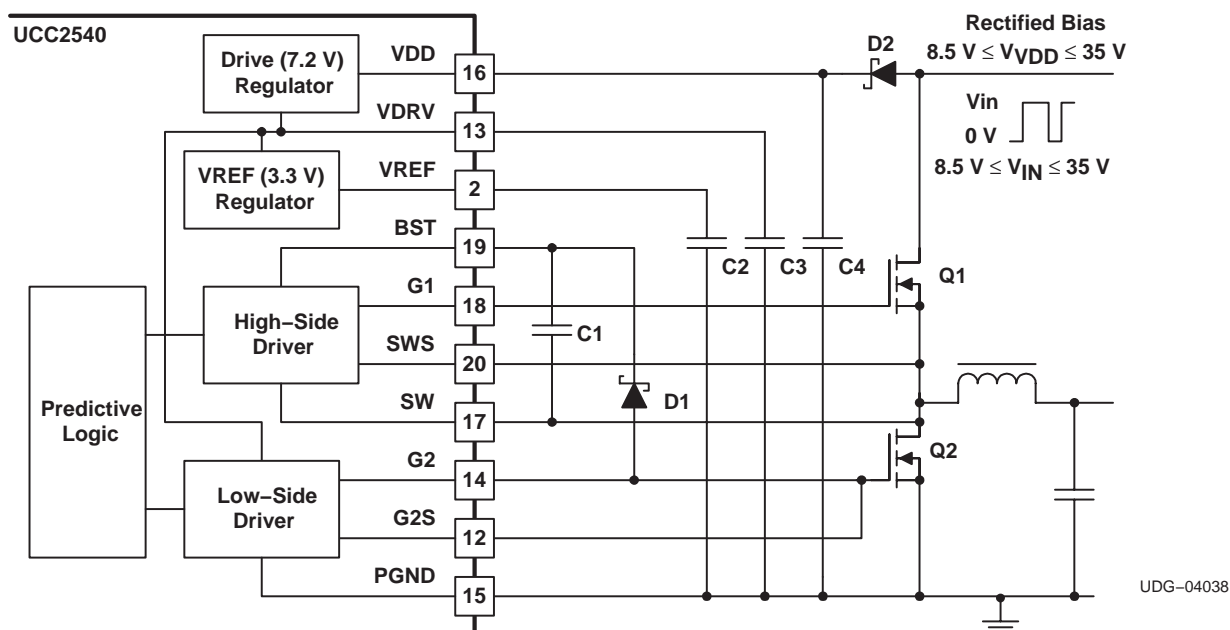 UCC2540
Rectified Bias
8.5 V ≤ VVDD ≤ 35 V
D2
Drive (7.2 V)
Regulator
VDD
16
Vin
0 V
8.5 V ≤ VIN ≤ 35 V
VDRV
13
VREF (3.3 V)
Regulator
VREF
2
BST
19
C2
C3
C4
Q1
G1
18
High−Side
Driver
C1
SWS
20
Predictive
Logic
SW
17
D1
Q2
G2
14
Low−Side
Driver
G2S
12
PGND
15
UDG−04038